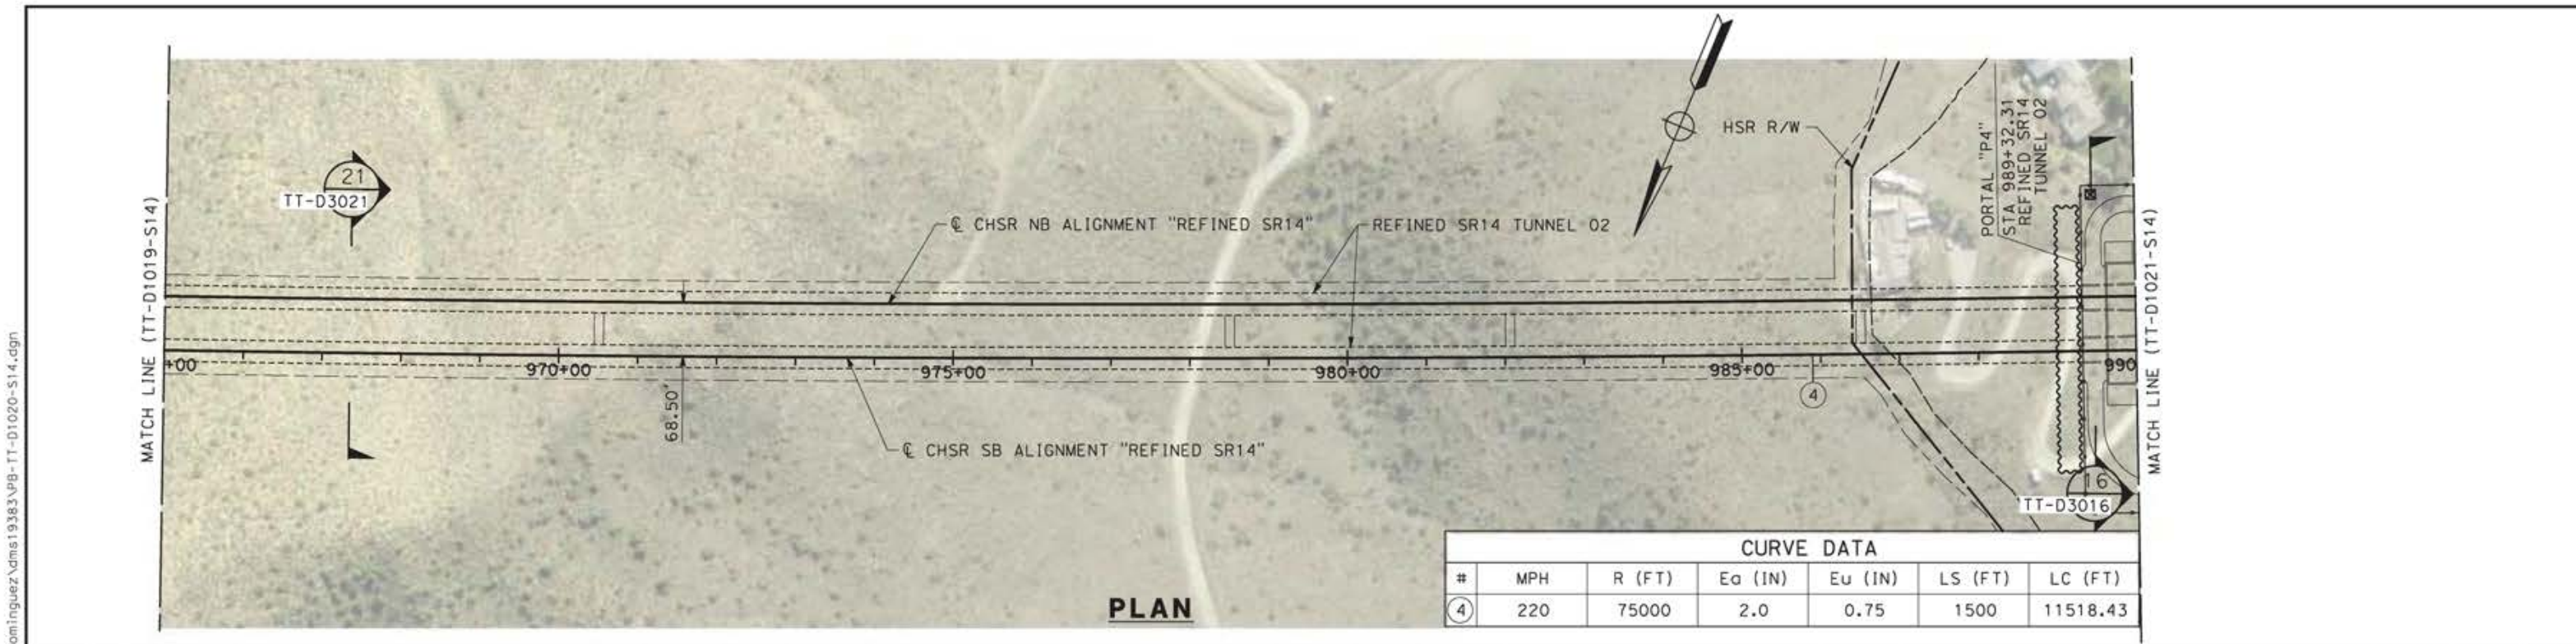 PORTAL "P4"
STA 989+32.31
REFINED SR14
TUNNEL 02
HSR R/W
21
TT-D3021
MATCH LINE (TT-D1019-S14)
℄ CHSR NB ALIGNMENT "REFINED SR14"
REFINED SR14 TUNNEL 02
MATCH LINE (TT-D1021-S14)
+00
970+00
975+00
980+00
985+00
990
4
68.50'
℄ CHSR SB ALIGNMENT "REFINED SR14"
16
TT-D3016
PLAN
CURVE DATA
# MPH R (FT) Ea (IN) Eu (IN) LS (FT) LC (FT)
4 220 75000 2.0 0.75 1500 11518.43
ominguez\dms19383\PB-TT-D1020-S14.dgn